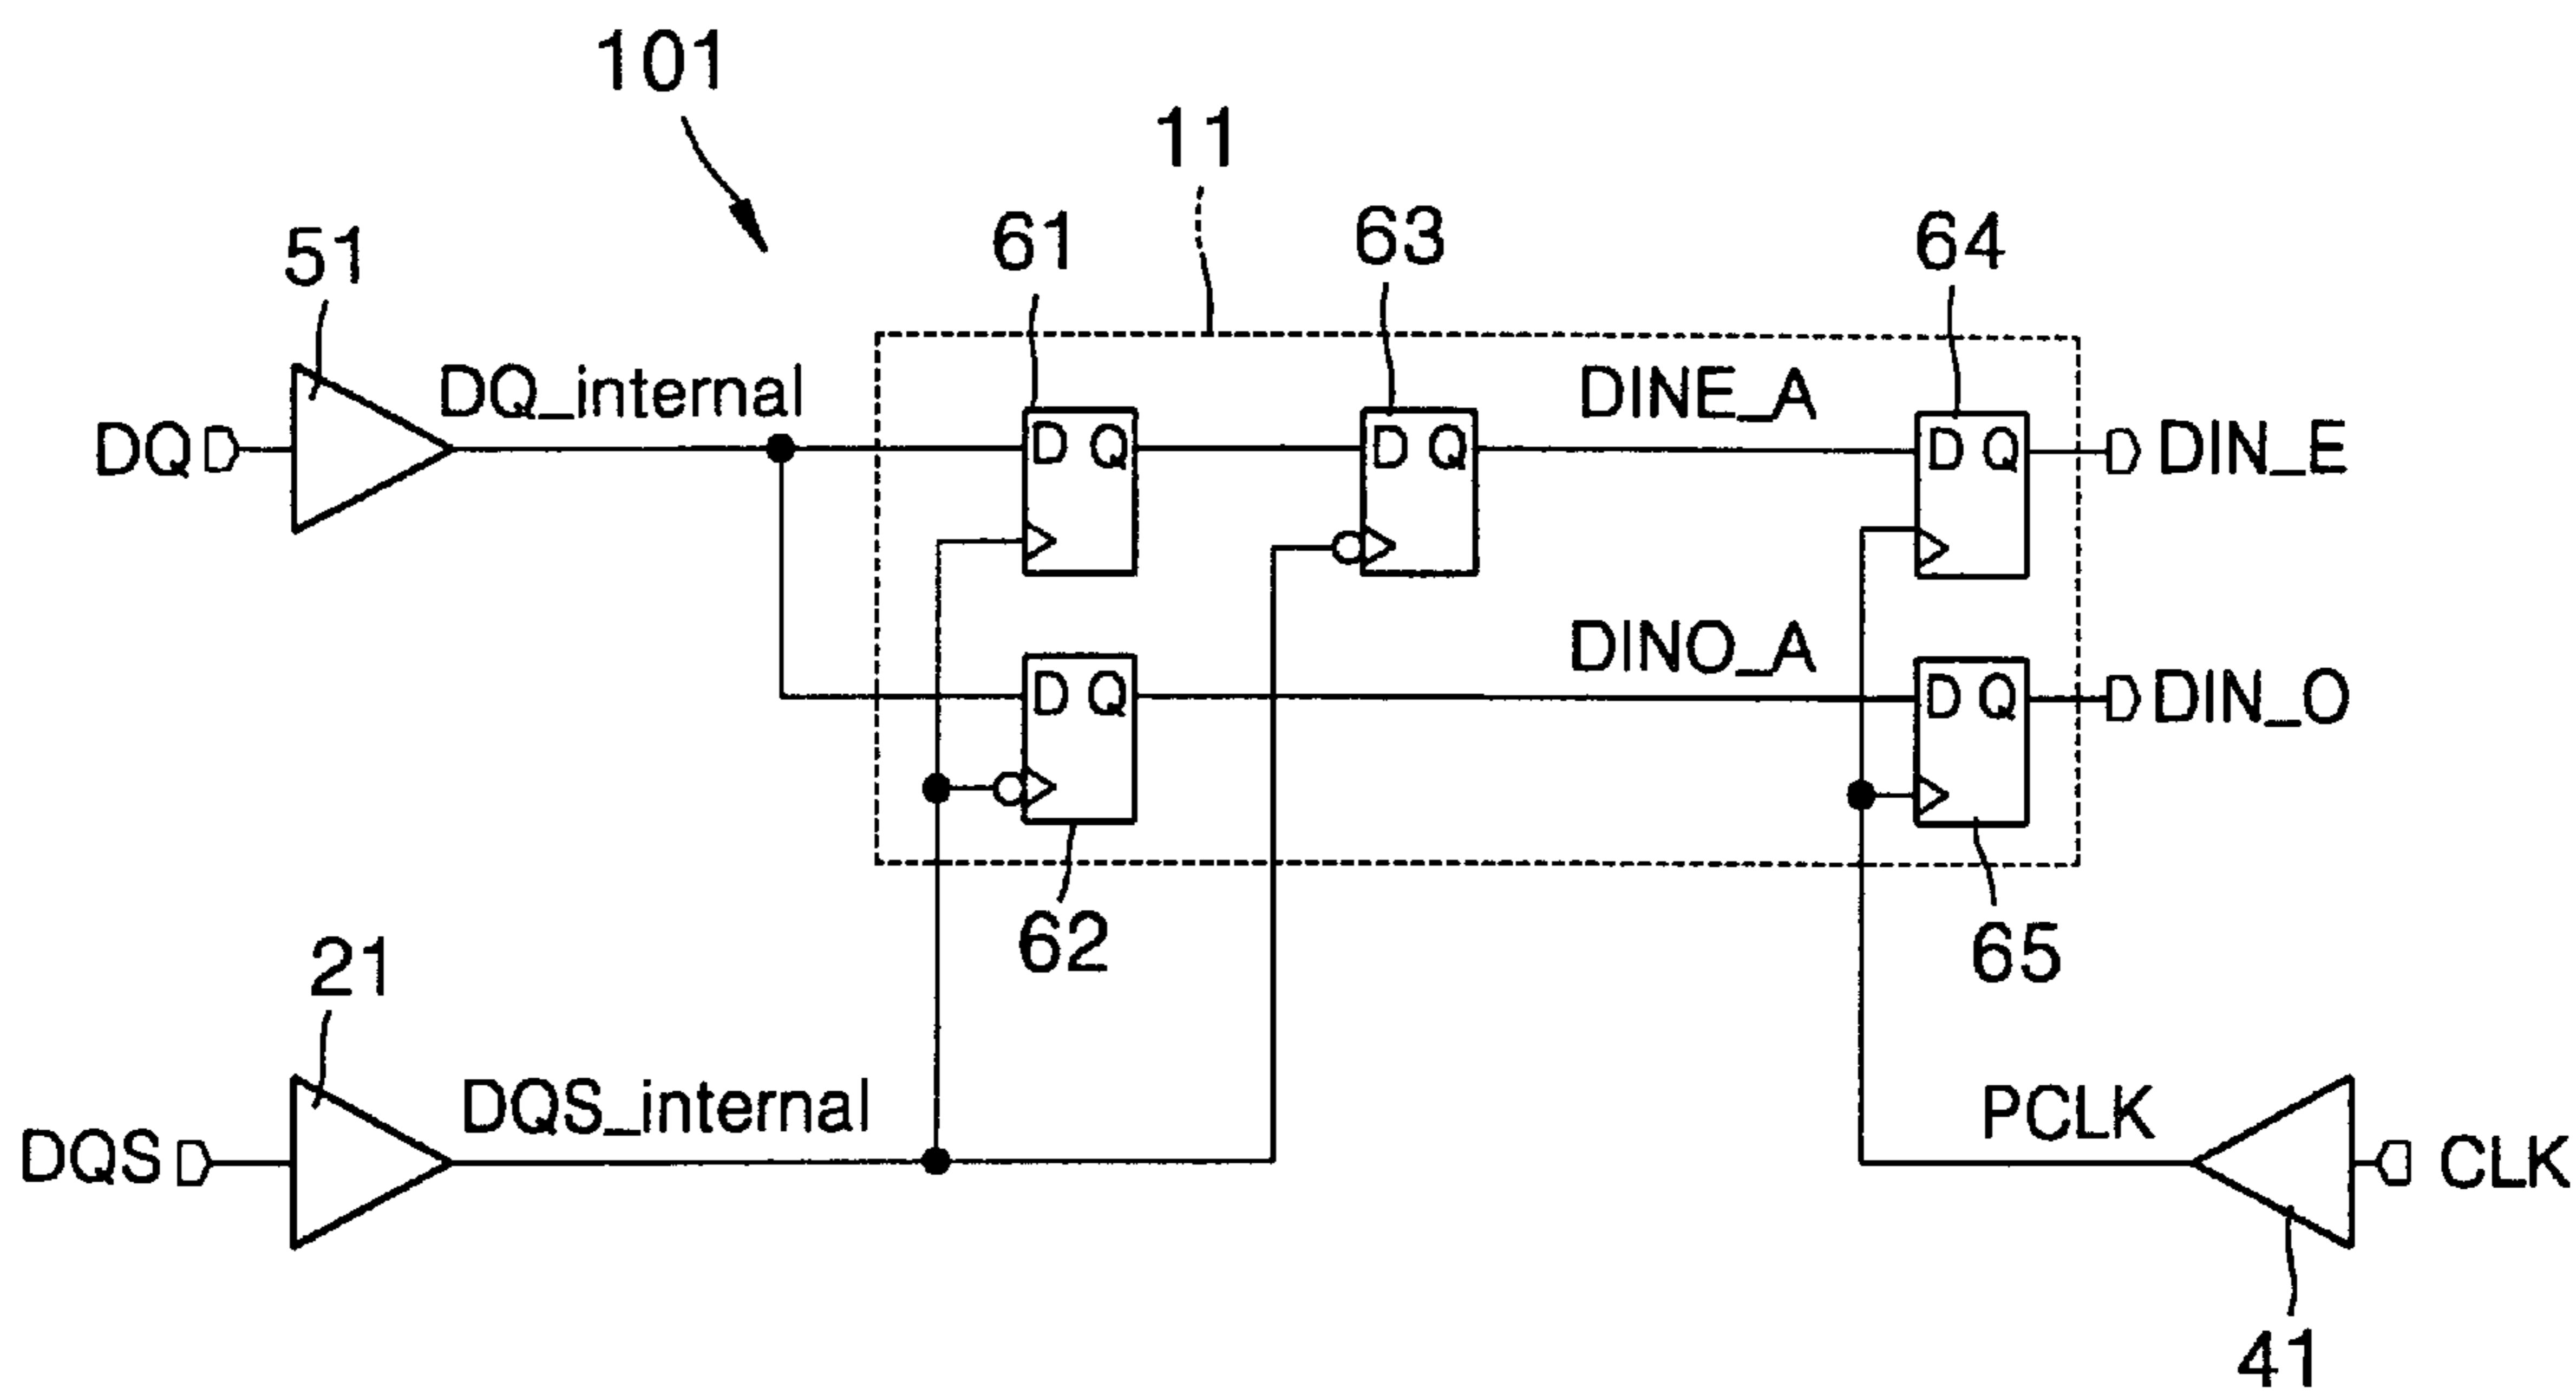 101
11
61
63
64
51
DQ_internal
DINE_A
DQ
D Q
D Q
D Q
DIN_E
DINO_A
D Q
D Q
DIN_O
62
65
21
DQS_internal
PCLK
DQS
CLK
41